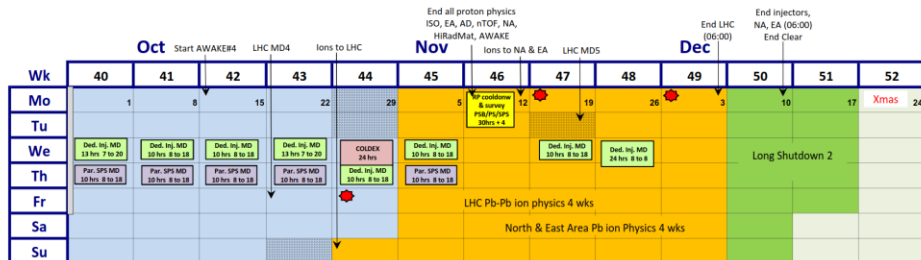 End all proton physics
ISO, EA, AD, nTOF, NA,
HiRadMat, AWAKE
End injectors,
NA, EA (06:00)
End Clear
End LHC
(06:00)
Oct
Start AWAKE#4
LHC MD4
Ions to LHC
Nov
Ions to NA & EA
LHC MD5
Dec
Wk 40 41 42 43 44 45 46 47 48 49 50 51 52
Mo 1 8 15 22 29 5 12 19 26 3 10 17 24
RP cooldonw
& survey
PSB/PS/SPS
30hrs + 4
Xmas
Tu
We
Ded. Inj. MD
13 hrs 7 to 20
Ded. Inj. MD
10 hrs 8 to 18
Ded. Inj. MD
10 hrs 8 to 18
Ded. Inj. MD
13 hrs 7 to 20
COLDEX
24 hrs
Ded. Inj. MD
10 hrs 8 to 18
Ded. Inj. MD
10 hrs 8 to 18
Ded. Inj. MD
24 hrs 8 to 8
Long Shutdown 2
Th
Par. SPS MD
10 hrs 8 to 18
Par. SPS MD
10 hrs 8 to 18
Par. SPS MD
10 hrs 8 to 18
Par. SPS MD
10 hrs 8 to 18
Ded. Inj. MD
10 hrs 8 to 18
Par. SPS MD
10 hrs 8 to 18
Fr
LHC Pb-Pb ion physics 4 wks
Sa
North & East Area Pb ion Physics 4 wks
Su